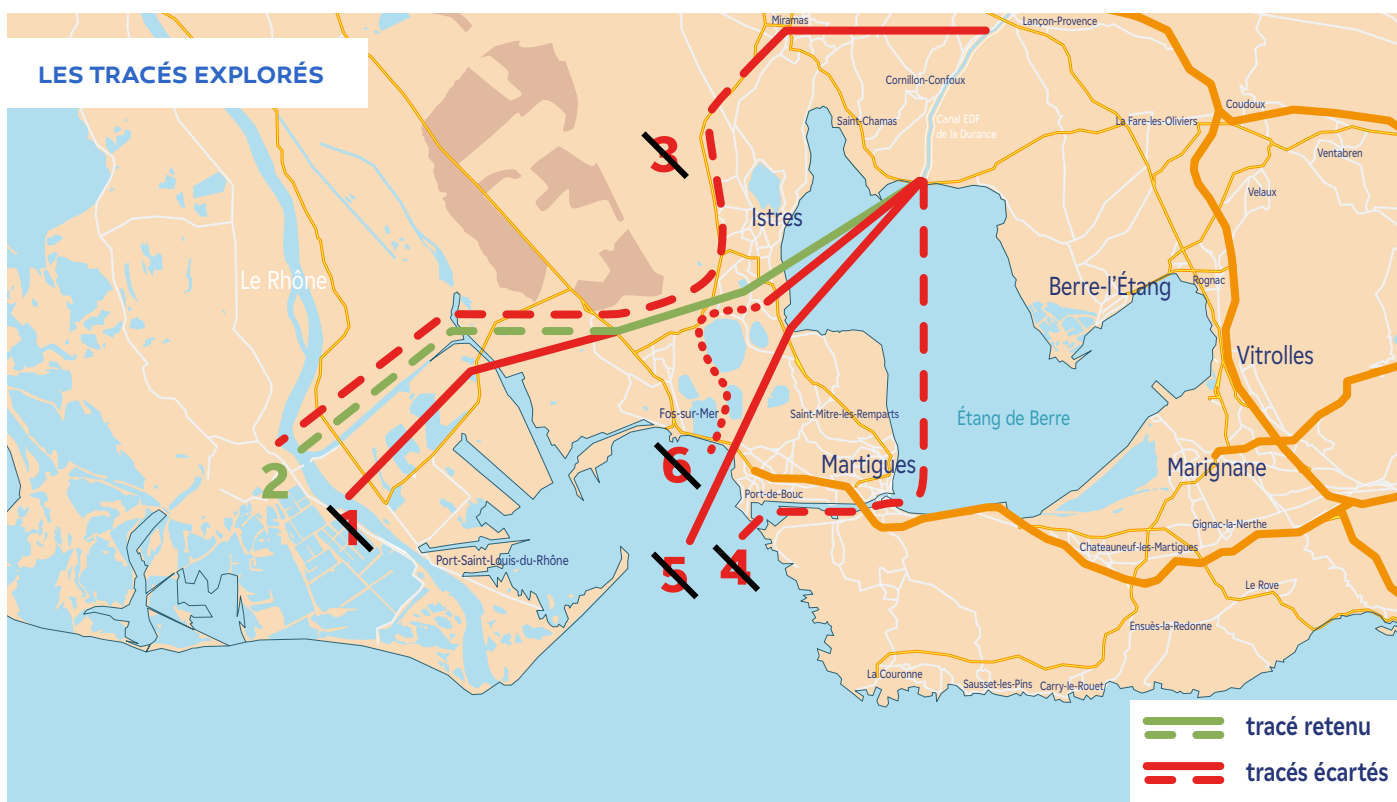 LES TRACÉS EXPLORÉS
Miramas
Lançon-Provence
Cornillon-Confoux
Coudoux
Saint-Chamas
Canal EDF
de la Durance
La Fare-les-Oliviers
3
Ventabren
Velaux
Istres
Le Rhône
Berre-l'Étang
Rognac
Vitrolles
Fos-sur-Mer
Saint-Mitre-les-Remparts
Étang de Berre
6
Martigues
Marignane
2
Port-de-Bouc
1
Gignac-la-Nerthe
Chateauneuf-les-Martigues
Port-Saint-Louis-du-Rhône
5
4
Le Rove
Ensuès-la-Redonne
La Couronne
Sausset-les-Pins
Carry-le-Rouet
tracé retenu
tracés écartés